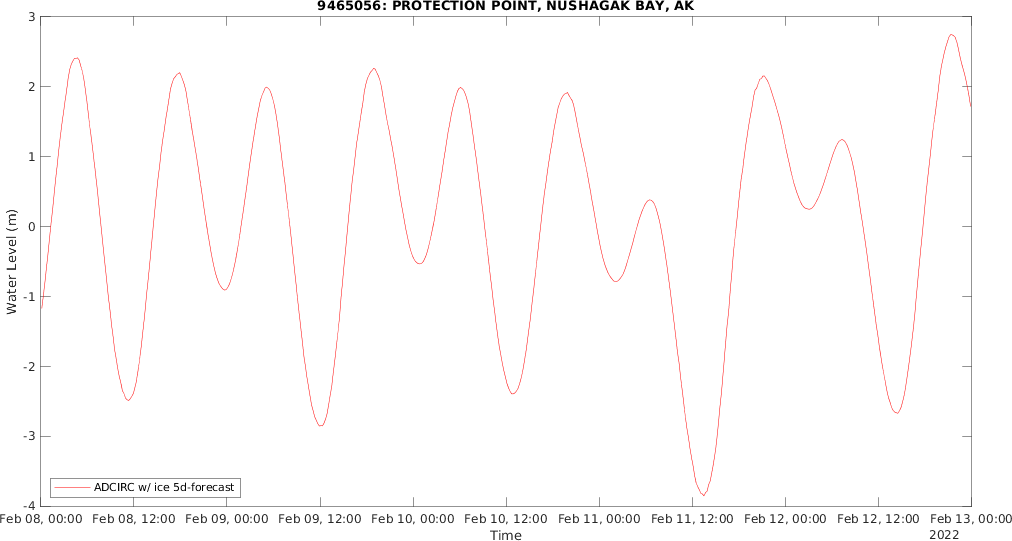 9465056: PROTECTION POINT, NUSHAGAK BAY, AK
3
2
1
0
-1
-2
-3
-4
Water Level (m)
ADCIRC w/ ice 5d-forecast
Feb 08, 00:00 Feb 08, 12:00 Feb 09, 00:00 Feb 09, 12:00 Feb 10, 00:00 Feb 10, 12:00 Feb 11, 00:00 Feb 11, 12:00 Feb 12, 00:00 Feb 12, 12:00 Feb 13, 00:00
Time
2022